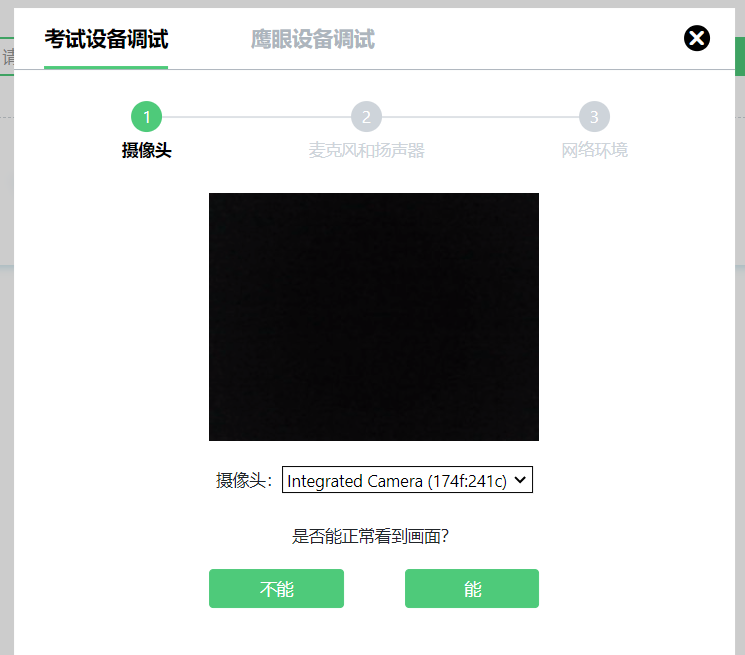 考试设备调试 鹰眼设备调试
请
1 2 3
摄像头 麦克风和扬声器 网络环境
摄像头： Integrated Camera (174f:241c)
是否能正常看到画面？
不能 能